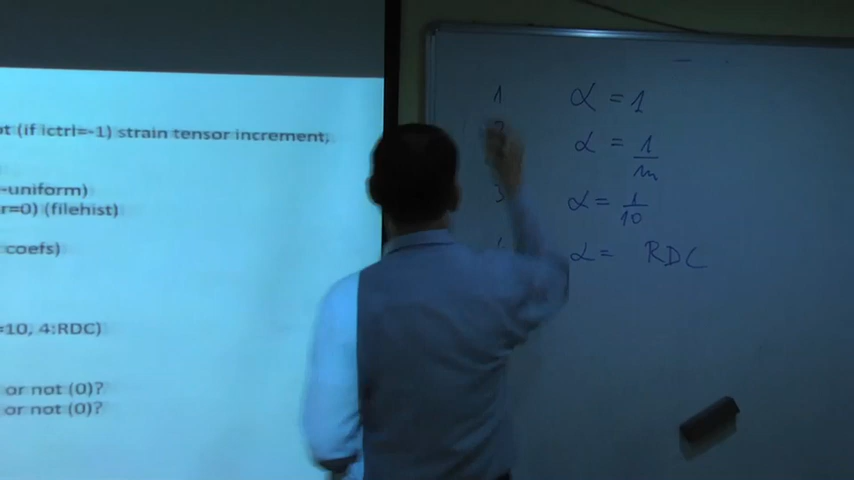 ot (if ictrl=-1) strain tensor increment;
-uniform)
r=0) (filehist)
coefs)
=10, 4:RDC)
or not (0)?
or not (0)?
1 α = 1
2 α = 1/m
3 α = 1/10
α = RDC